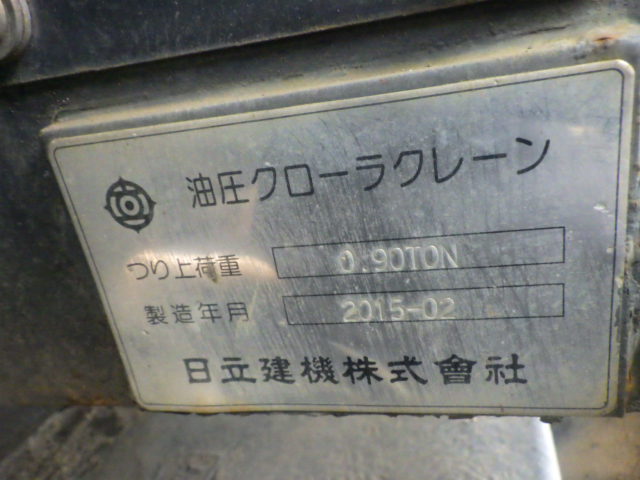 油圧クローラクレーン
つり上荷重 0.90TON
製造年月 2015-02
日立建機株式會社